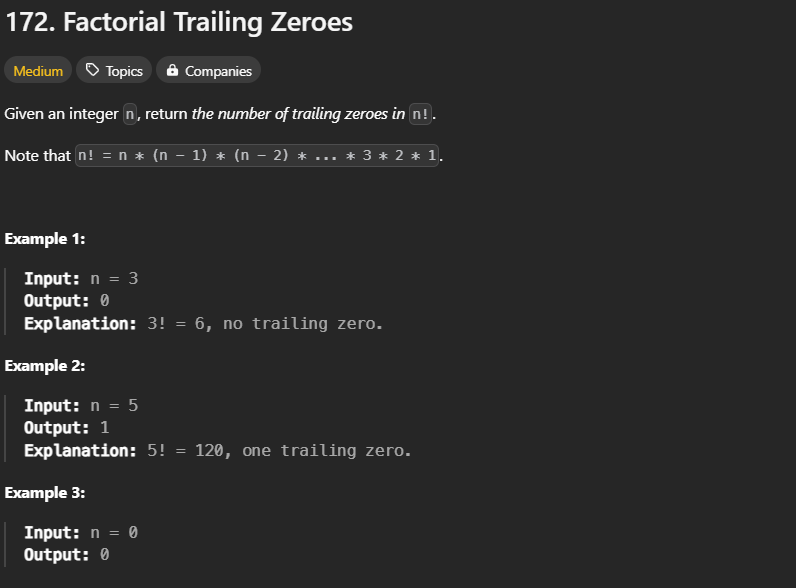 172. Factorial Trailing Zeroes
Medium Topics Companies
Given an integer n, return the number of trailing zeroes in n!.
Note that n! = n * (n - 1) * (n - 2) * ... * 3 * 2 * 1.
Example 1:
Input: n = 3
Output: 0
Explanation: 3! = 6, no trailing zero.
Example 2:
Input: n = 5
Output: 1
Explanation: 5! = 120, one trailing zero.
Example 3:
Input: n = 0
Output: 0